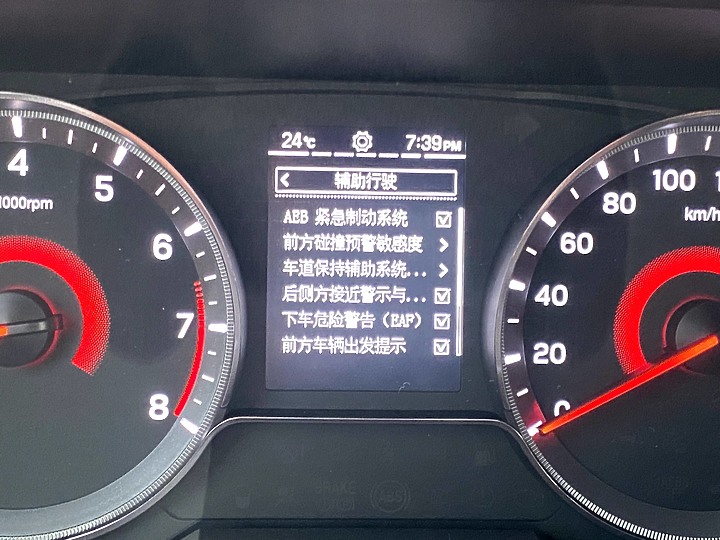 24℃ 7:39PM
辅助行驶
AEB 紧急制动系统
前方碰撞预警敏感度
车道保持辅助系统...
后侧方接近警示与...
下车危险警告（EAF）
前方车辆出发提示
4
5
6
7
8
1000rpm
100
80
60
40
20
0
km/h
BRAKE
ABS